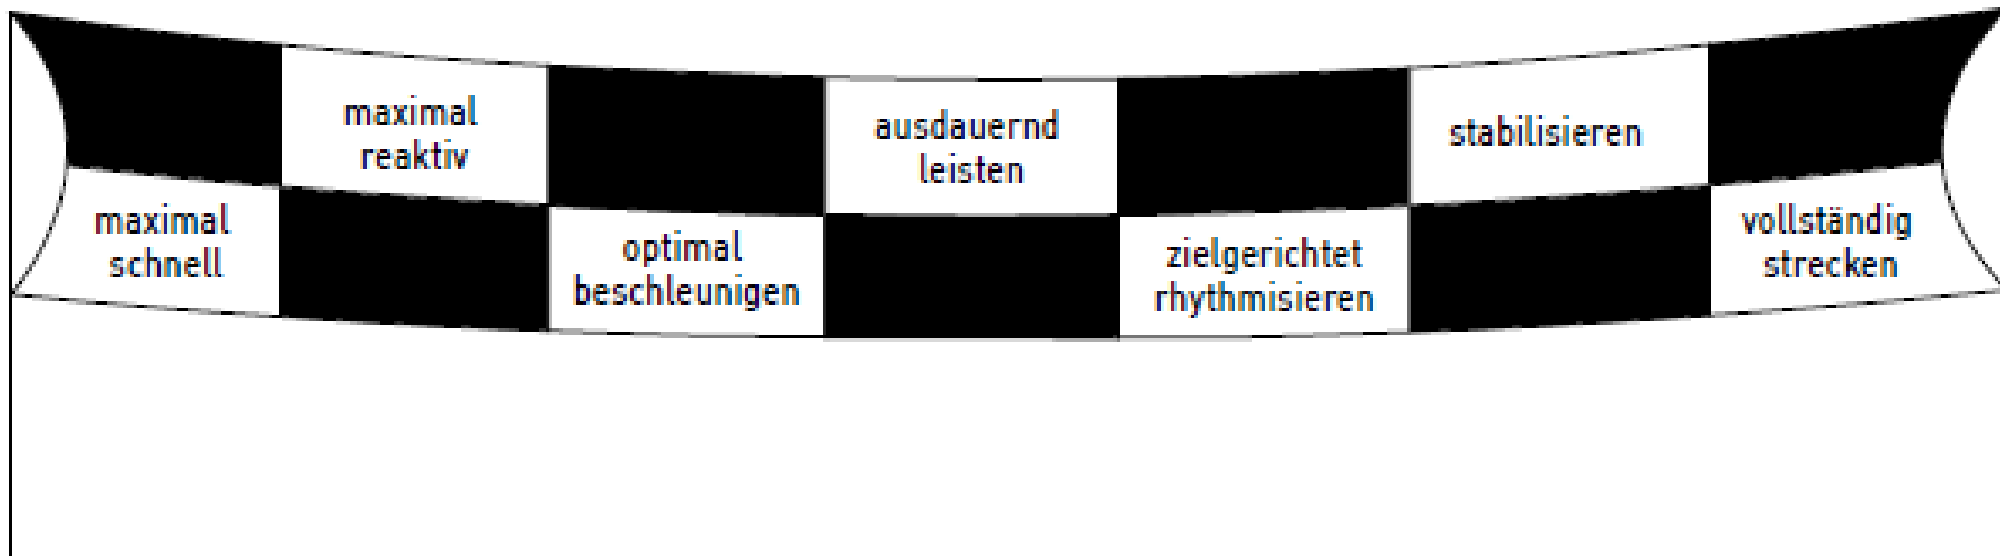 maximal
schnell
maximal
reaktiv
optimal
beschleunigen
ausdauernd
leisten
zielgerichtet
rhythmisieren
stabilisieren
vollständig
strecken